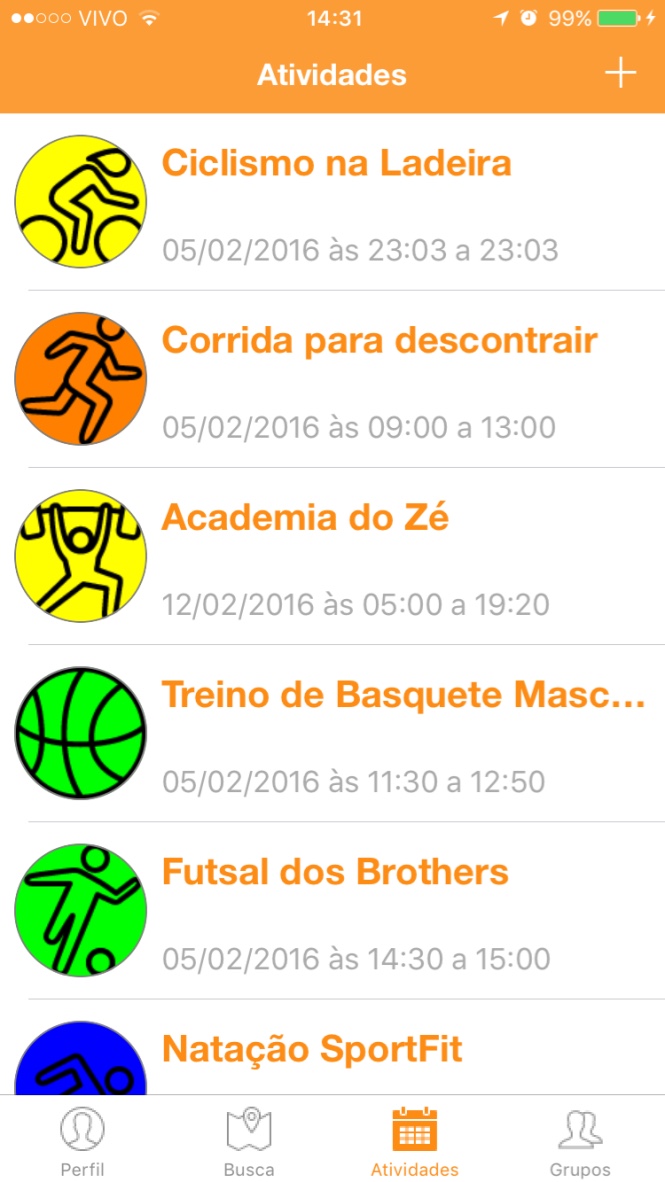 VIVO 14:31 99%
Atividades
Ciclismo na Ladeira
05/02/2016 às 23:03 a 23:03
Corrida para descontrair
05/02/2016 às 09:00 a 13:00
Academia do Zé
12/02/2016 às 05:00 a 19:20
Treino de Basquete Masc...
05/02/2016 às 11:30 a 12:50
Futsal dos Brothers
05/02/2016 às 14:30 a 15:00
Natação SportFit
Perfil Busca Atividades Grupos